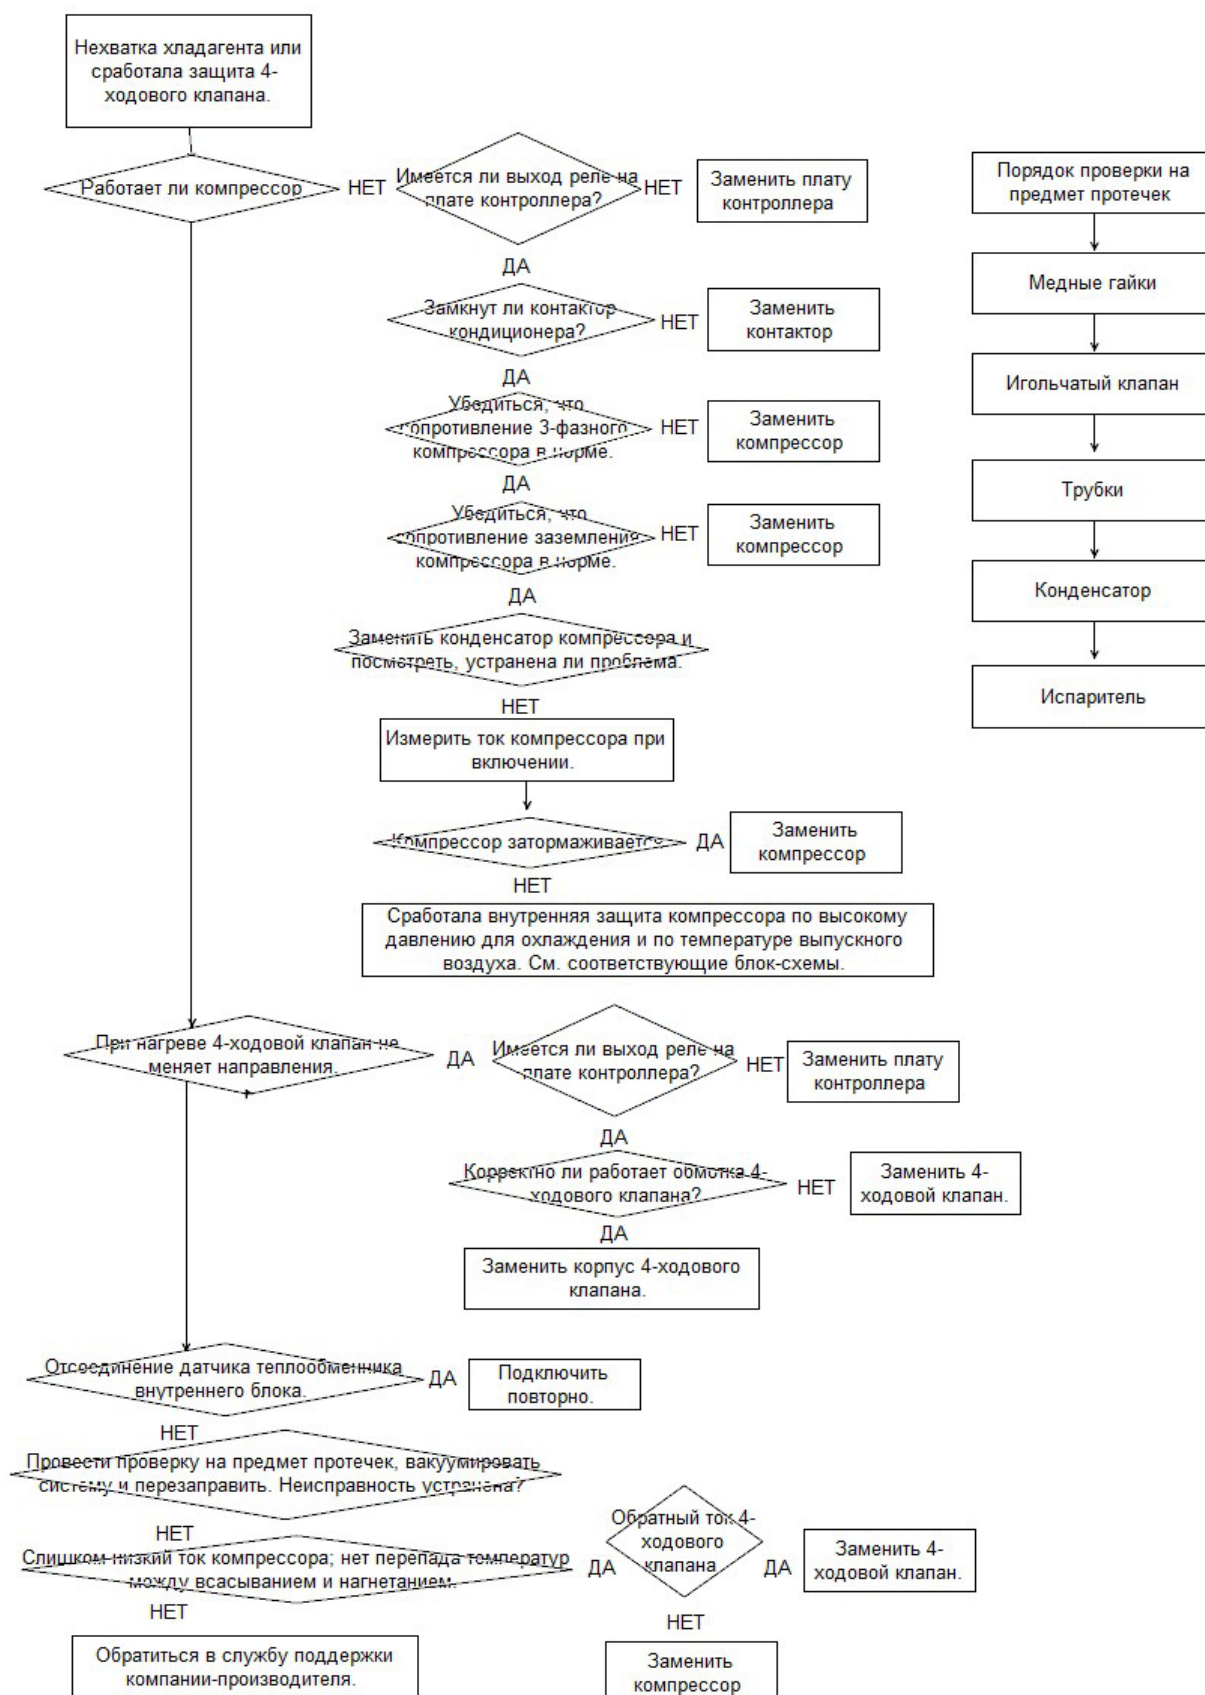 Нехватка хладагента или
сработала защита 4-
ходового клапана.
Работает ли компрессор
НЕТ
Имеется ли выход реле на
плате контроллера?
НЕТ
Заменить плату
контроллера
ДА
Замкнут ли контактор
кондиционера?
НЕТ
Заменить
контактор
ДА
Убедиться, что
сопротивление 3-фазного
компрессора в норме.
НЕТ
Заменить
компрессор
ДА
Убедиться, что
сопротивление заземления
компрессора в норме.
НЕТ
Заменить
компрессор
ДА
Заменить конденсатор компрессора и
посмотреть, устранена ли проблема.
НЕТ
Измерить ток компрессора при
включении.
Компрессор затормаживается
ДА
Заменить
компрессор
НЕТ
Сработала внутренняя защита компрессора по высокому
давлению для охлаждения и по температуре выпускного
воздуха. См. соответствующие блок-схемы.
При нагреве 4-ходовой клапан не
меняет направления.
ДА
Имеется ли выход реле на
плате контроллера?
НЕТ
Заменить плату
контроллера
ДА
Корректно ли работает обмотка 4-
ходового клапана?
НЕТ
Заменить 4-
ходовой клапан.
ДА
Заменить корпус 4-ходового
клапана.
Отсоединение датчика теплообменника
внутреннего блока.
ДА
Подключить
повторно.
НЕТ
Провести проверку на предмет протечек, вакуумировать
систему и перезаправить. Неисправность устранена?
НЕТ
Слишком низкий ток компрессора; нет перепада температур
между всасыванием и нагнетанием.
ДА
Обратный ток 4-
ходового
клапана
ДА
Заменить 4-
ходовой клапан.
НЕТ
Обратиться в службу поддержки
компании-производителя.
НЕТ
Заменить
компрессор
Порядок проверки на
предмет протечек
Медные гайки
Игольчатый клапан
Трубки
Конденсатор
Испаритель